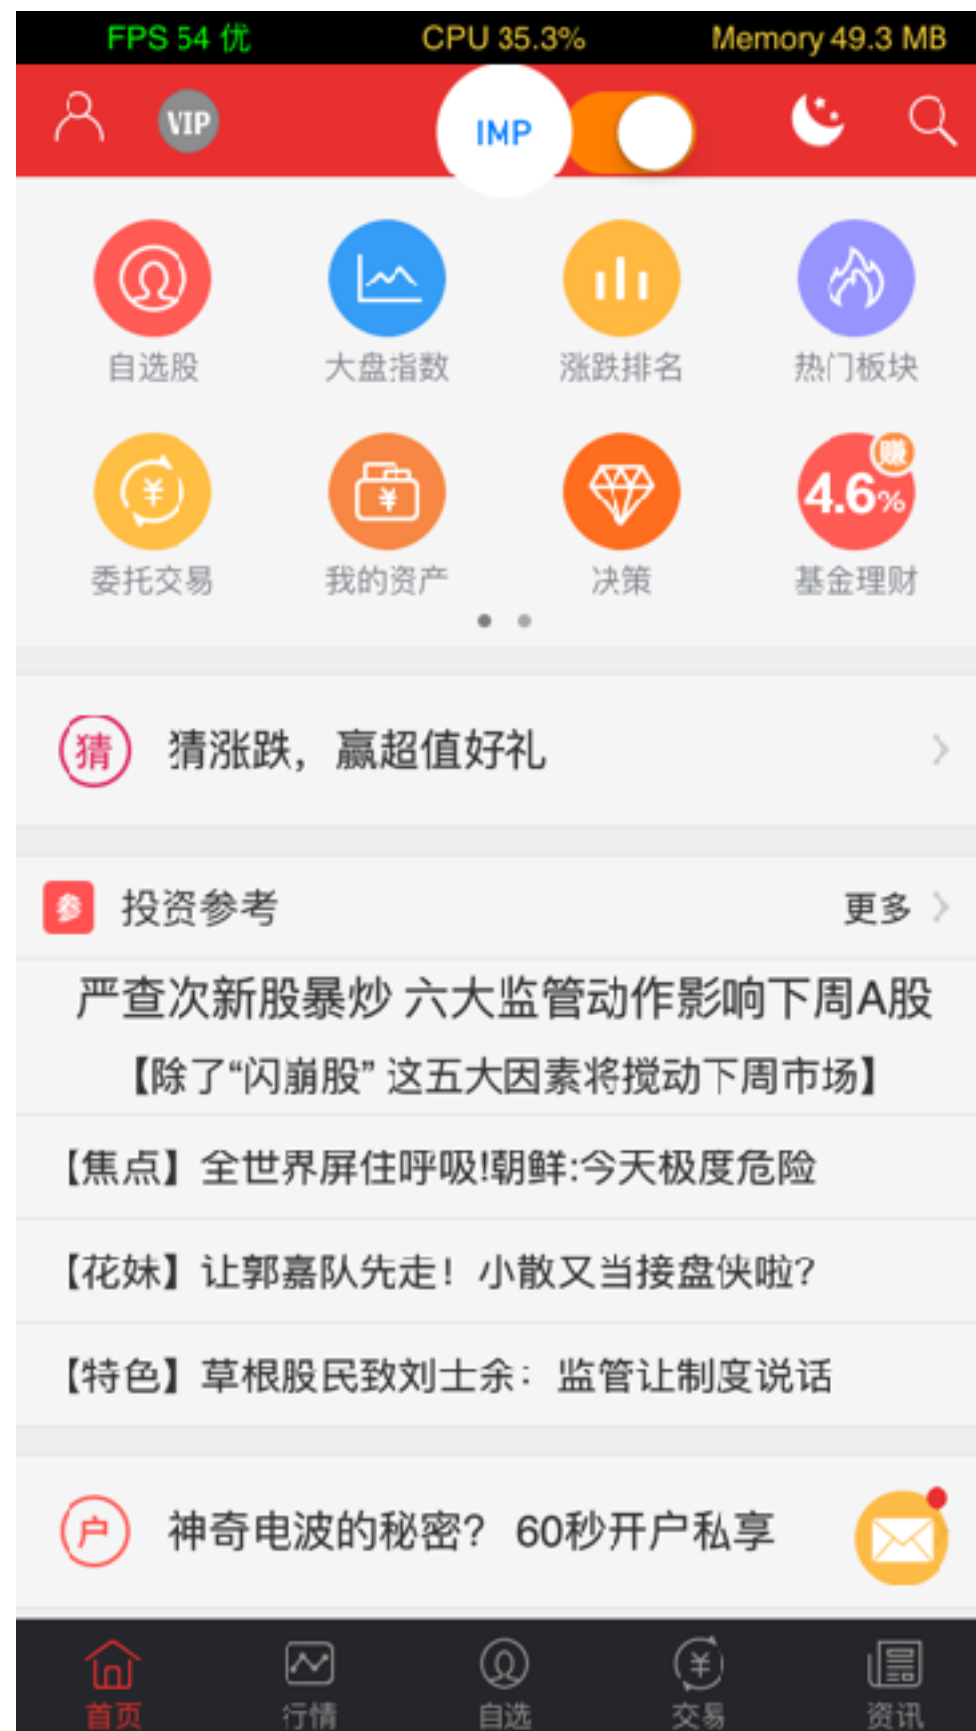 FPS 54 优 CPU 35.3% Memory 49.3 MB
VIP IMP
自选股 大盘指数 涨跌排名 热门板块
赚
4.6%
委托交易 我的资产 决策 基金理财
猜 猜涨跌，赢超值好礼
参 投资参考 更多
严查次新股暴炒 六大监管动作影响下周A股
【除了“闪崩股” 这五大因素将搅动下周市场】
【焦点】全世界屏住呼吸!朝鲜:今天极度危险
【花妹】让郭嘉队先走！小散又当接盘侠啦？
【特色】草根股民致刘士余：监管让制度说话
户 神奇电波的秘密？ 60秒开户私享
首页 行情 自选 交易 资讯